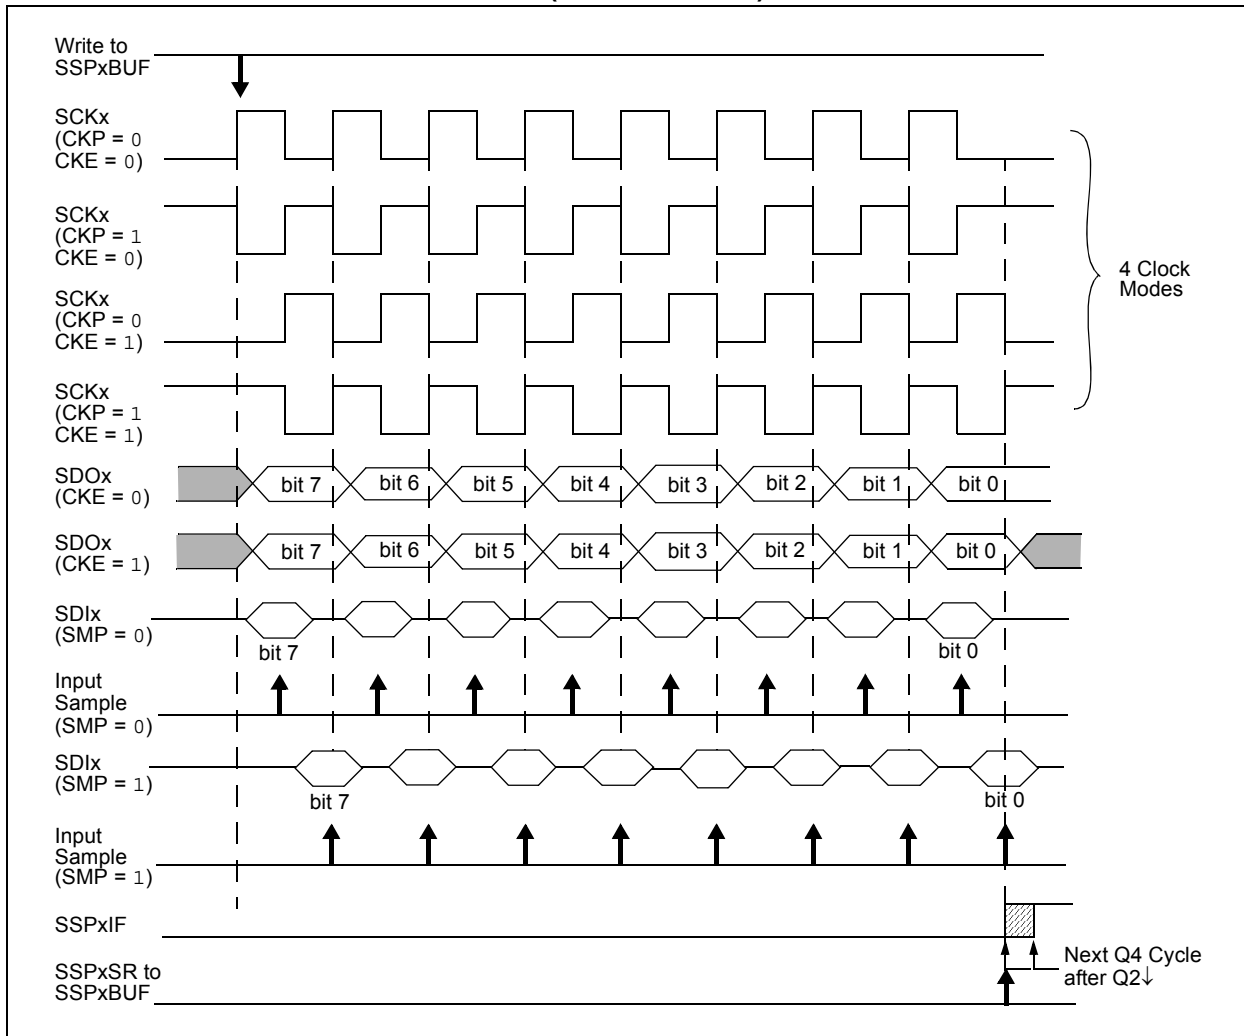 Write to
SSPxBUF
SCKx
(CKP = 0
CKE = 0)
SCKx
(CKP = 1
CKE = 0)
SCKx
(CKP = 0
CKE = 1)
SCKx
(CKP = 1
CKE = 1)
4 Clock
Modes
SDOx
(CKE = 0)
bit 7 bit 6 bit 5 bit 4 bit 3 bit 2 bit 1 bit 0
SDOx
(CKE = 1)
bit 7 bit 6 bit 5 bit 4 bit 3 bit 2 bit 1 bit 0
SDIx
(SMP = 0)
bit 7 bit 0
Input
Sample
(SMP = 0)
SDIx
(SMP = 1)
bit 7 bit 0
Input
Sample
(SMP = 1)
SSPxIF
Next Q4 Cycle
after Q2↓
SSPxSR to
SSPxBUF